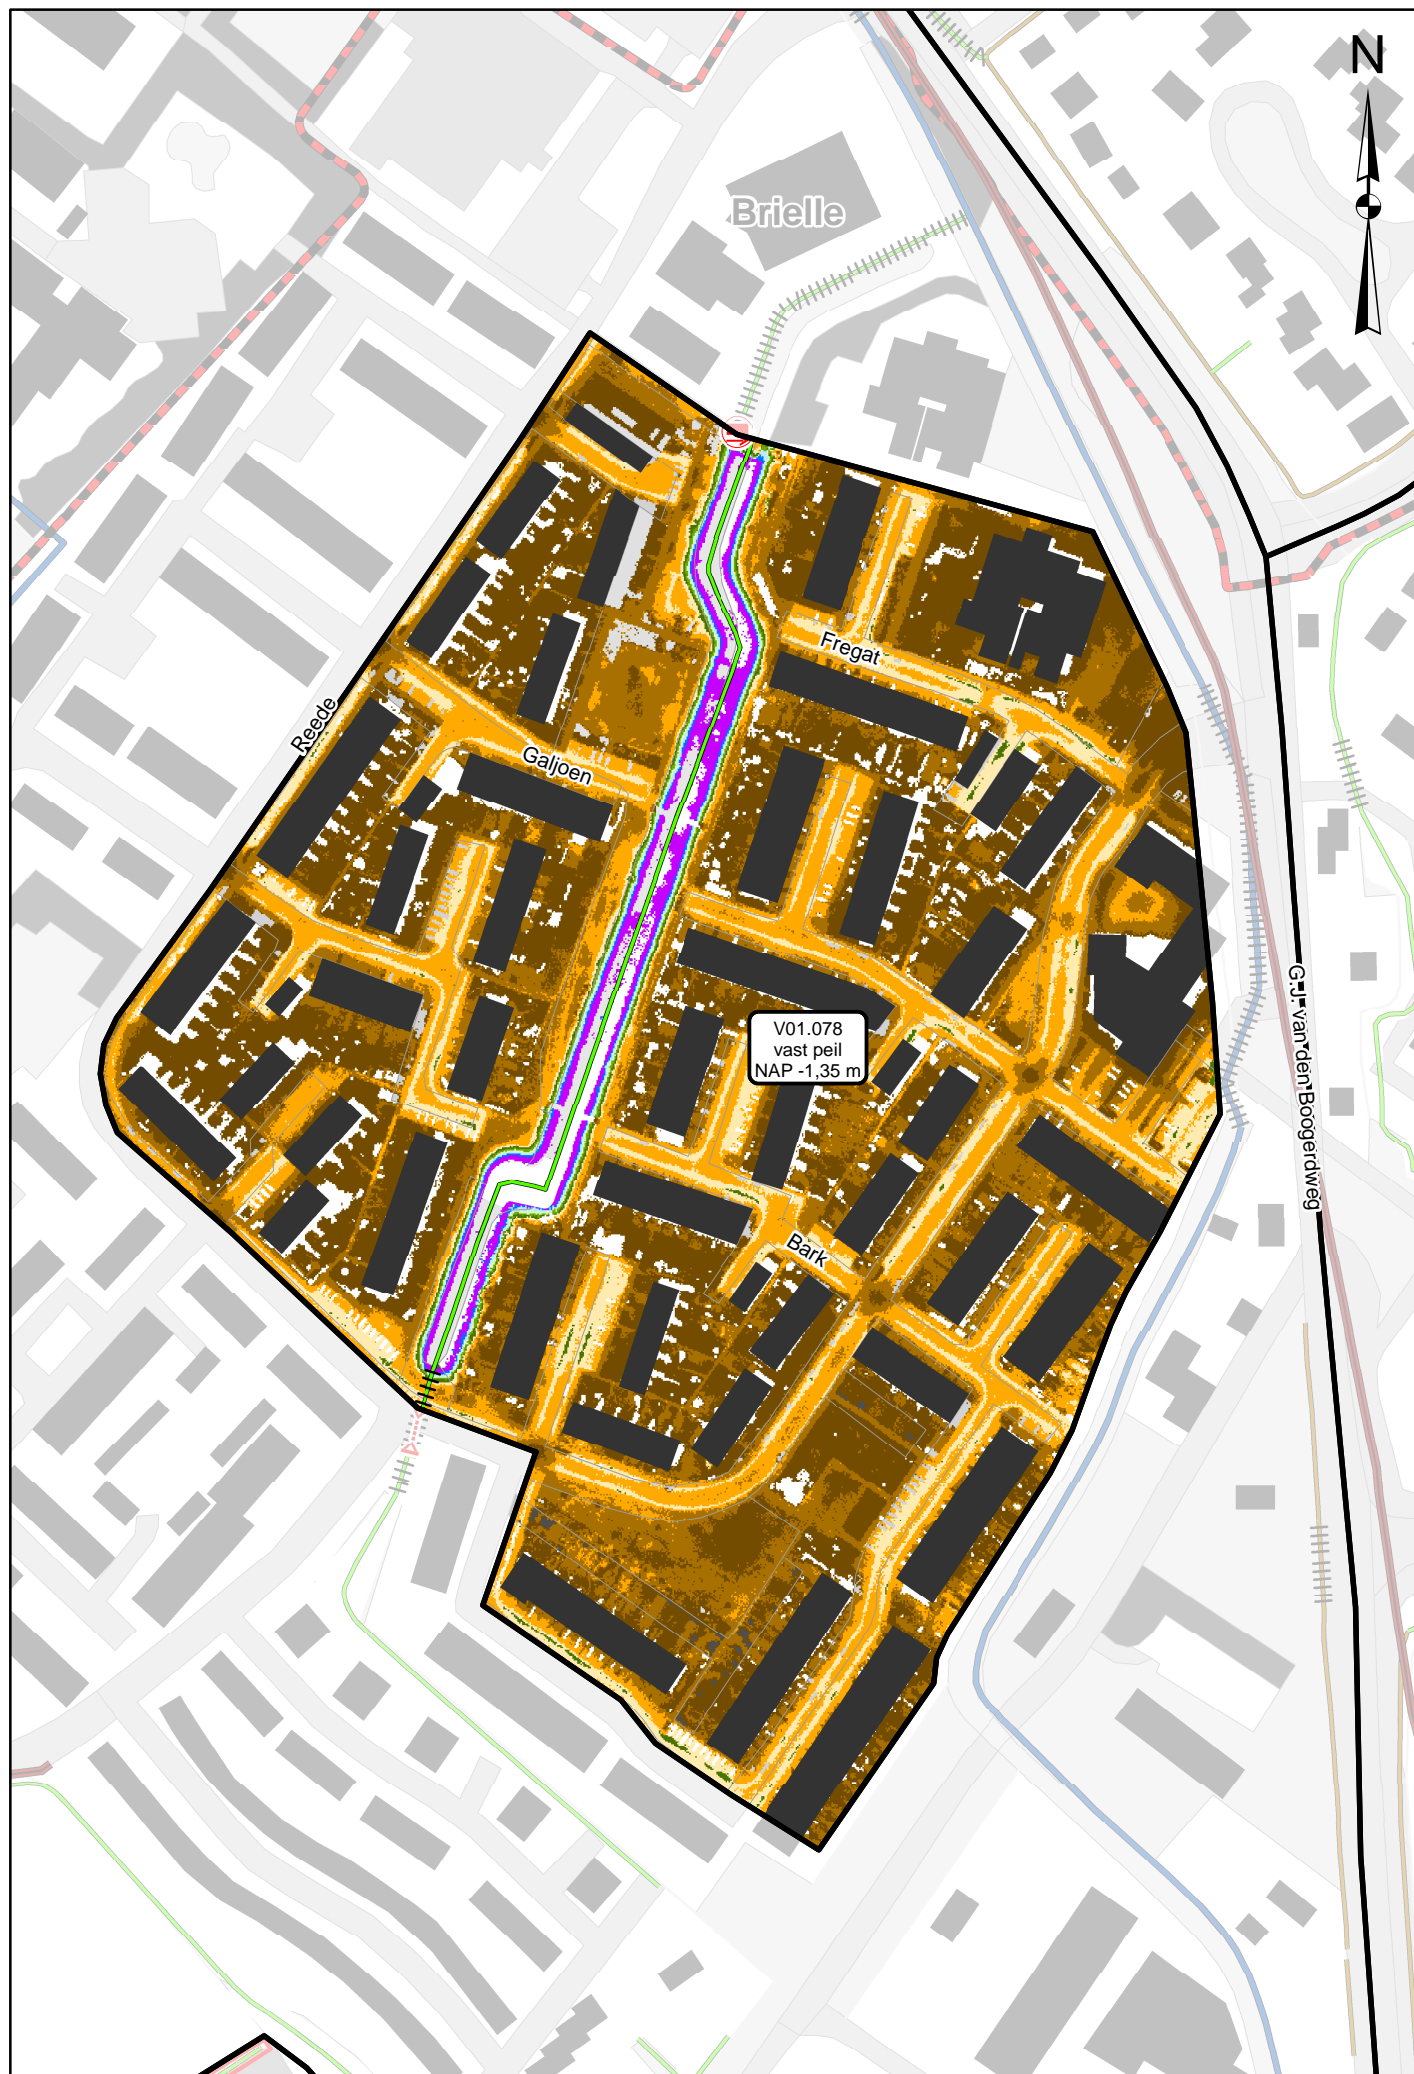 N
Brielle
Fregat
Reede
Galjoen
G.J. van den Boogerdweg
V01.078
vast peil
NAP -1,35 m
Bark